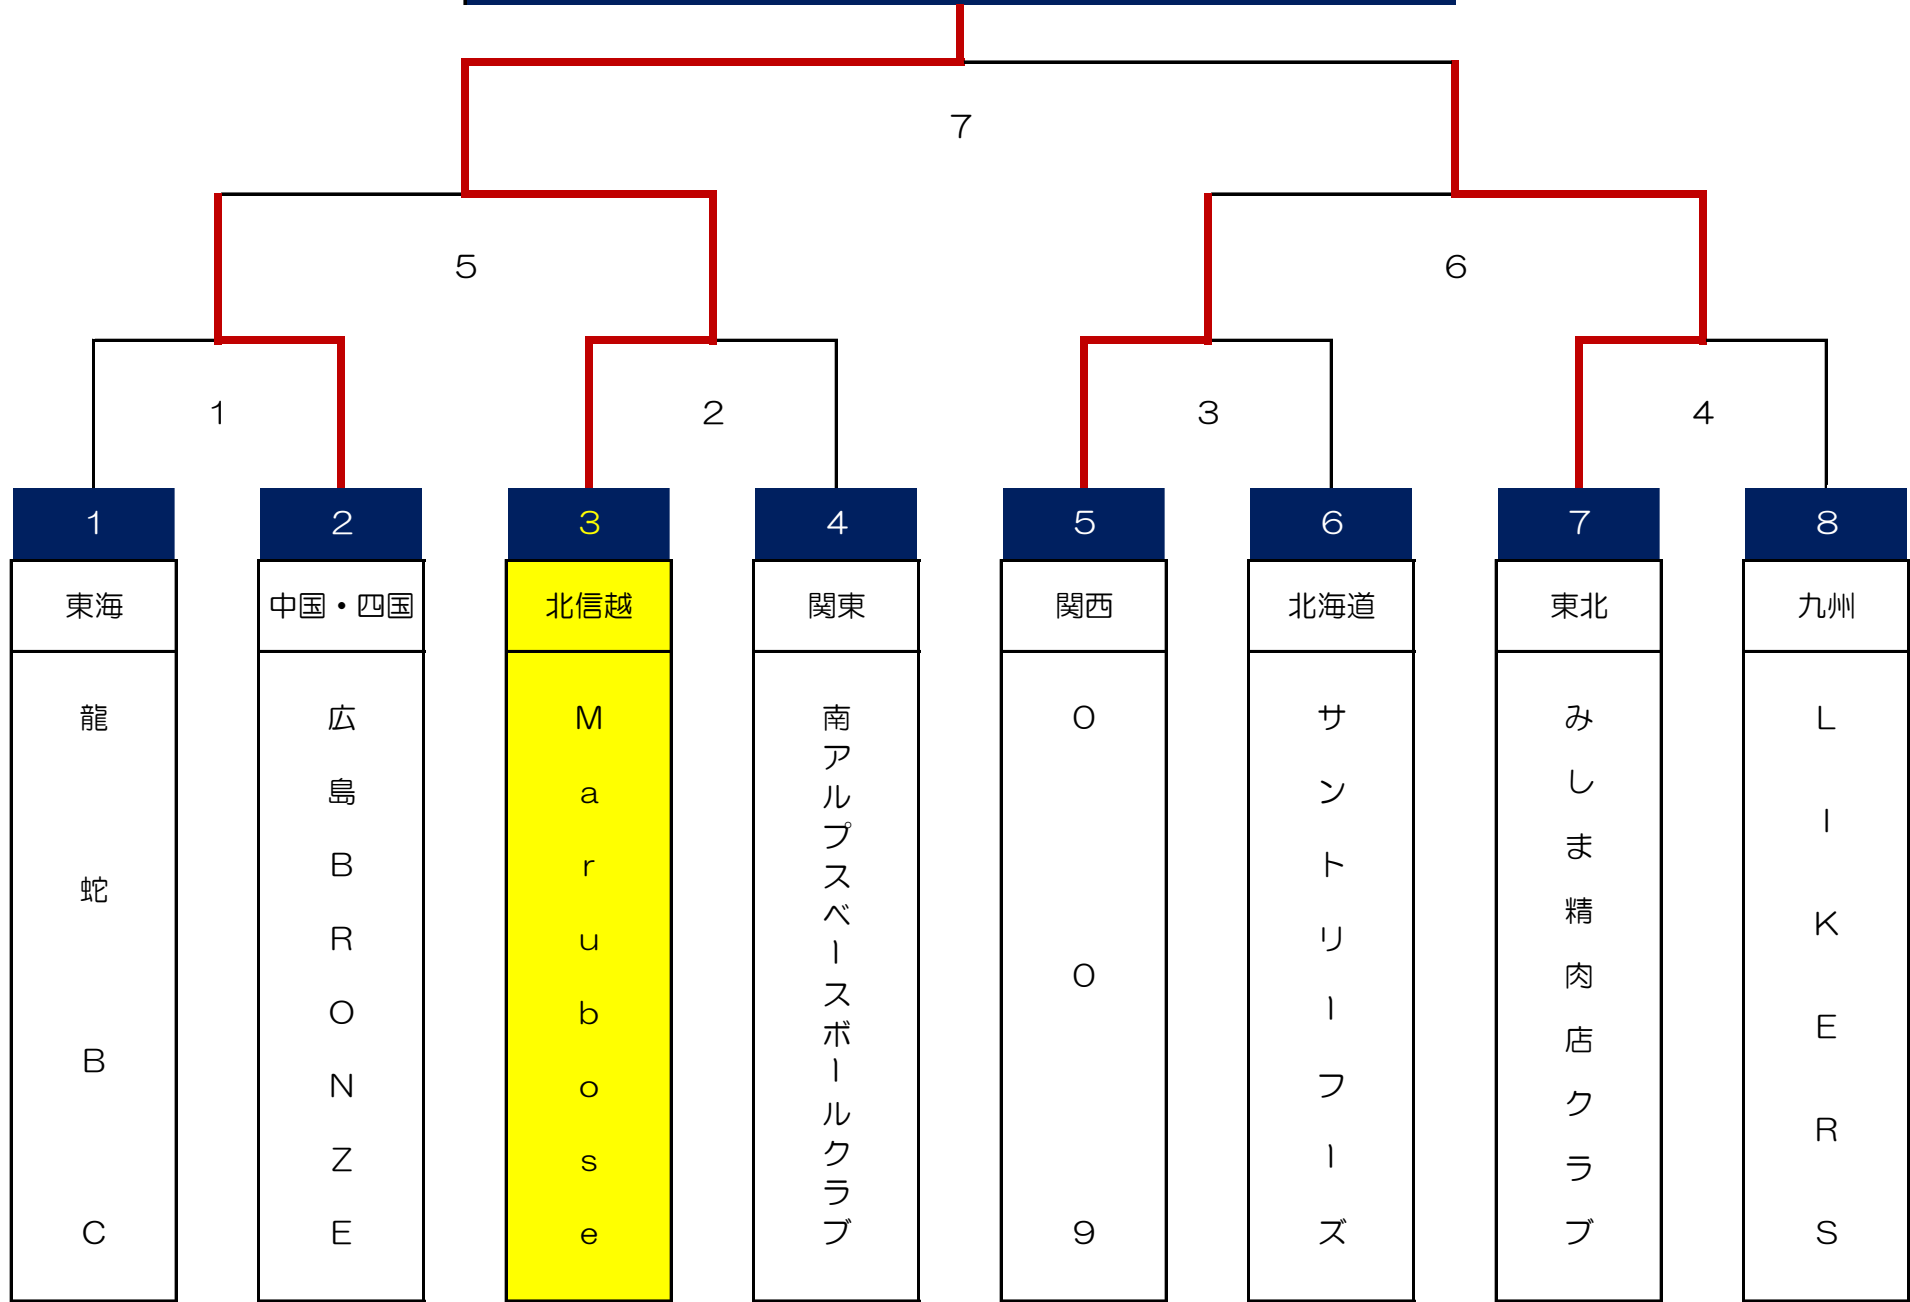 7
5
6
1
2
3
4
1
2
3
4
5
6
7
8
東海
中国・四国
北信越
関東
関西
北海道
東北
九州
龍蛇BC
広島BRONZE
Marubose
南アルプスベースボールクラブ
009
サントリーフーズ
みしま精肉店クラブ
LIKERS